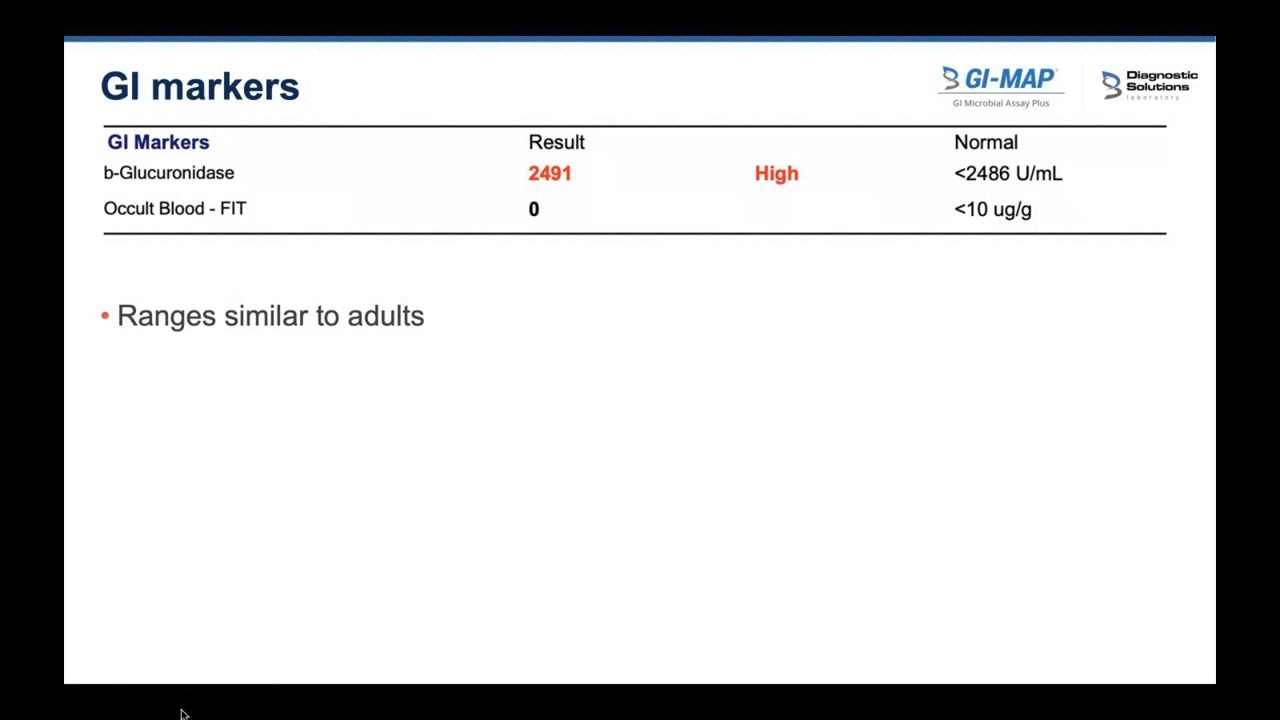 GI markers
GI-MAP
GI Microbial Assay Plus
Diagnostic
Solutions
laboratory
GI Markers Result Normal
b-Glucuronidase 2491 High <2486 U/mL
Occult Blood - FIT 0 <10 ug/g
• Ranges similar to adults